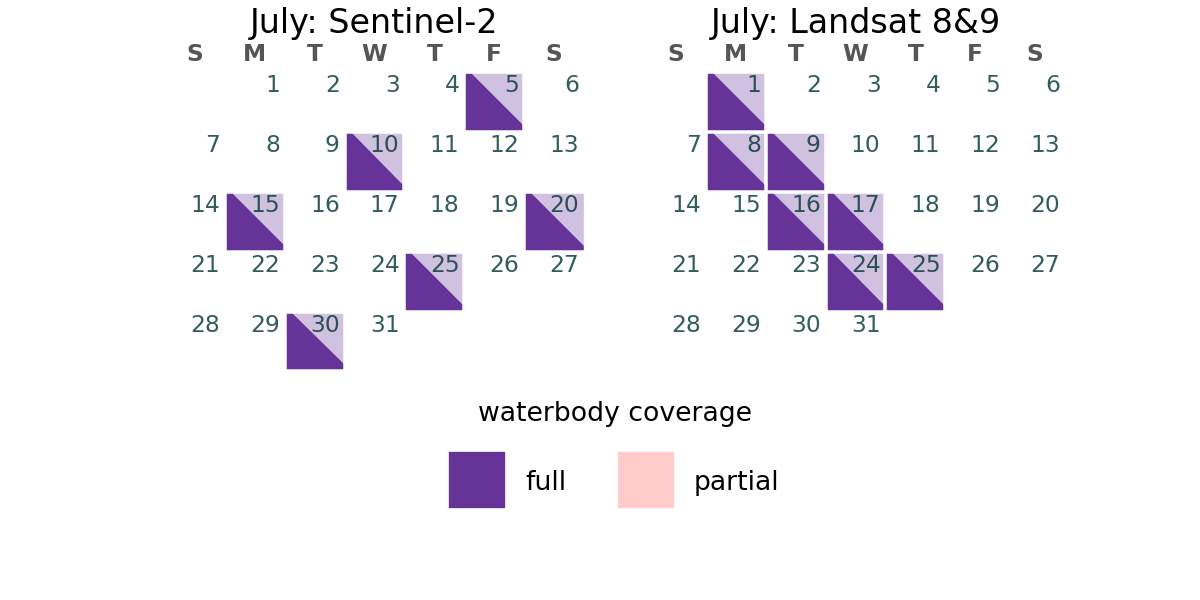 July: Sentinel-2
S M T W T F S
1 2 3 4 5 6
7 8 9 10 11 12 13
14 15 16 17 18 19 20
21 22 23 24 25 26 27
28 29 30 31
July: Landsat 8&9
S M T W T F S
1 2 3 4 5 6
7 8 9 10 11 12 13
14 15 16 17 18 19 20
21 22 23 24 25 26 27
28 29 30 31
waterbody coverage
full partial